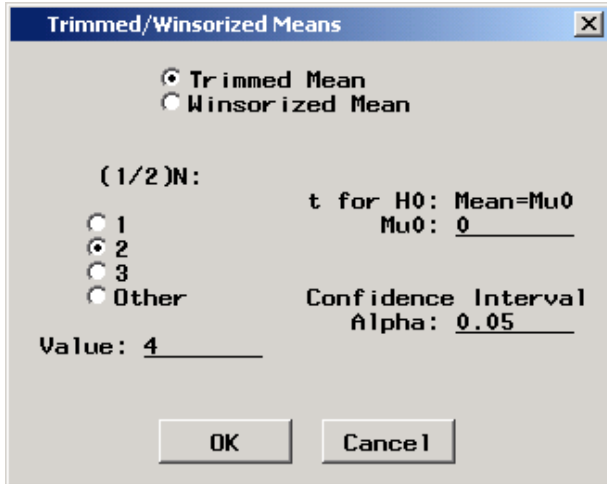 Trimmed/Winsorized Means
Trimmed Mean
Winsorized Mean
(1/2)N:
1
2
3
Other
Value: 4
t for H0: Mean=Mu0
Mu0: 0
Confidence Interval
Alpha: 0.05
OK
Cancel